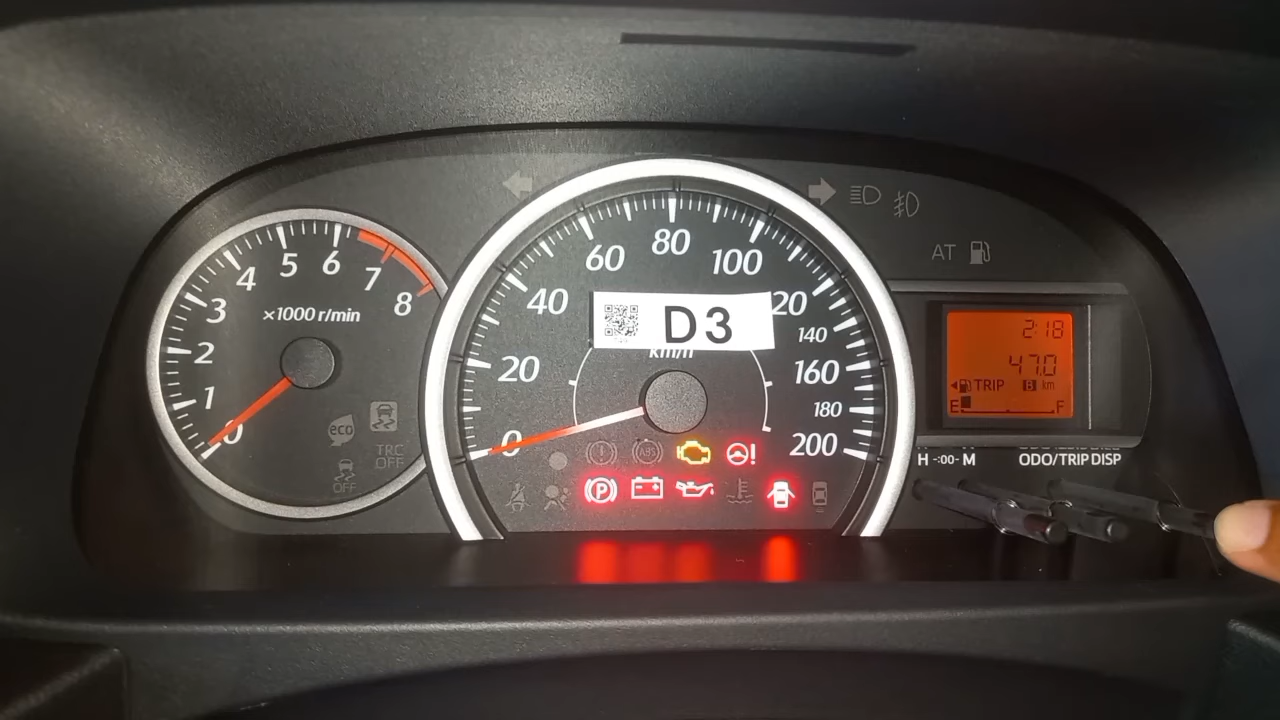 1
2
3
4
5
6
7
8
0
×1000 r/min
eco
TRC
OFF
OFF
0
20
40
60
80
100
20
140
160
180
200
D3
km/h
ABS
P
AT
2:18
47.0
TRIP B km
E F
H -:00- M
ODO/TRIP DISP